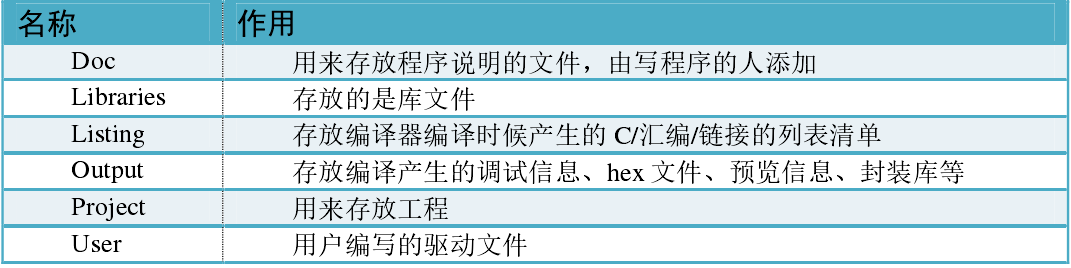 名称 作用
Doc 用来存放程序说明的文件，由写程序的人添加
Libraries 存放的是库文件
Listing 存放编译器编译时候产生的 C/汇编/链接的列表清单
Output 存放编译产生的调试信息、hex 文件、预览信息、封装库等
Project 用来存放工程
User 用户编写的驱动文件